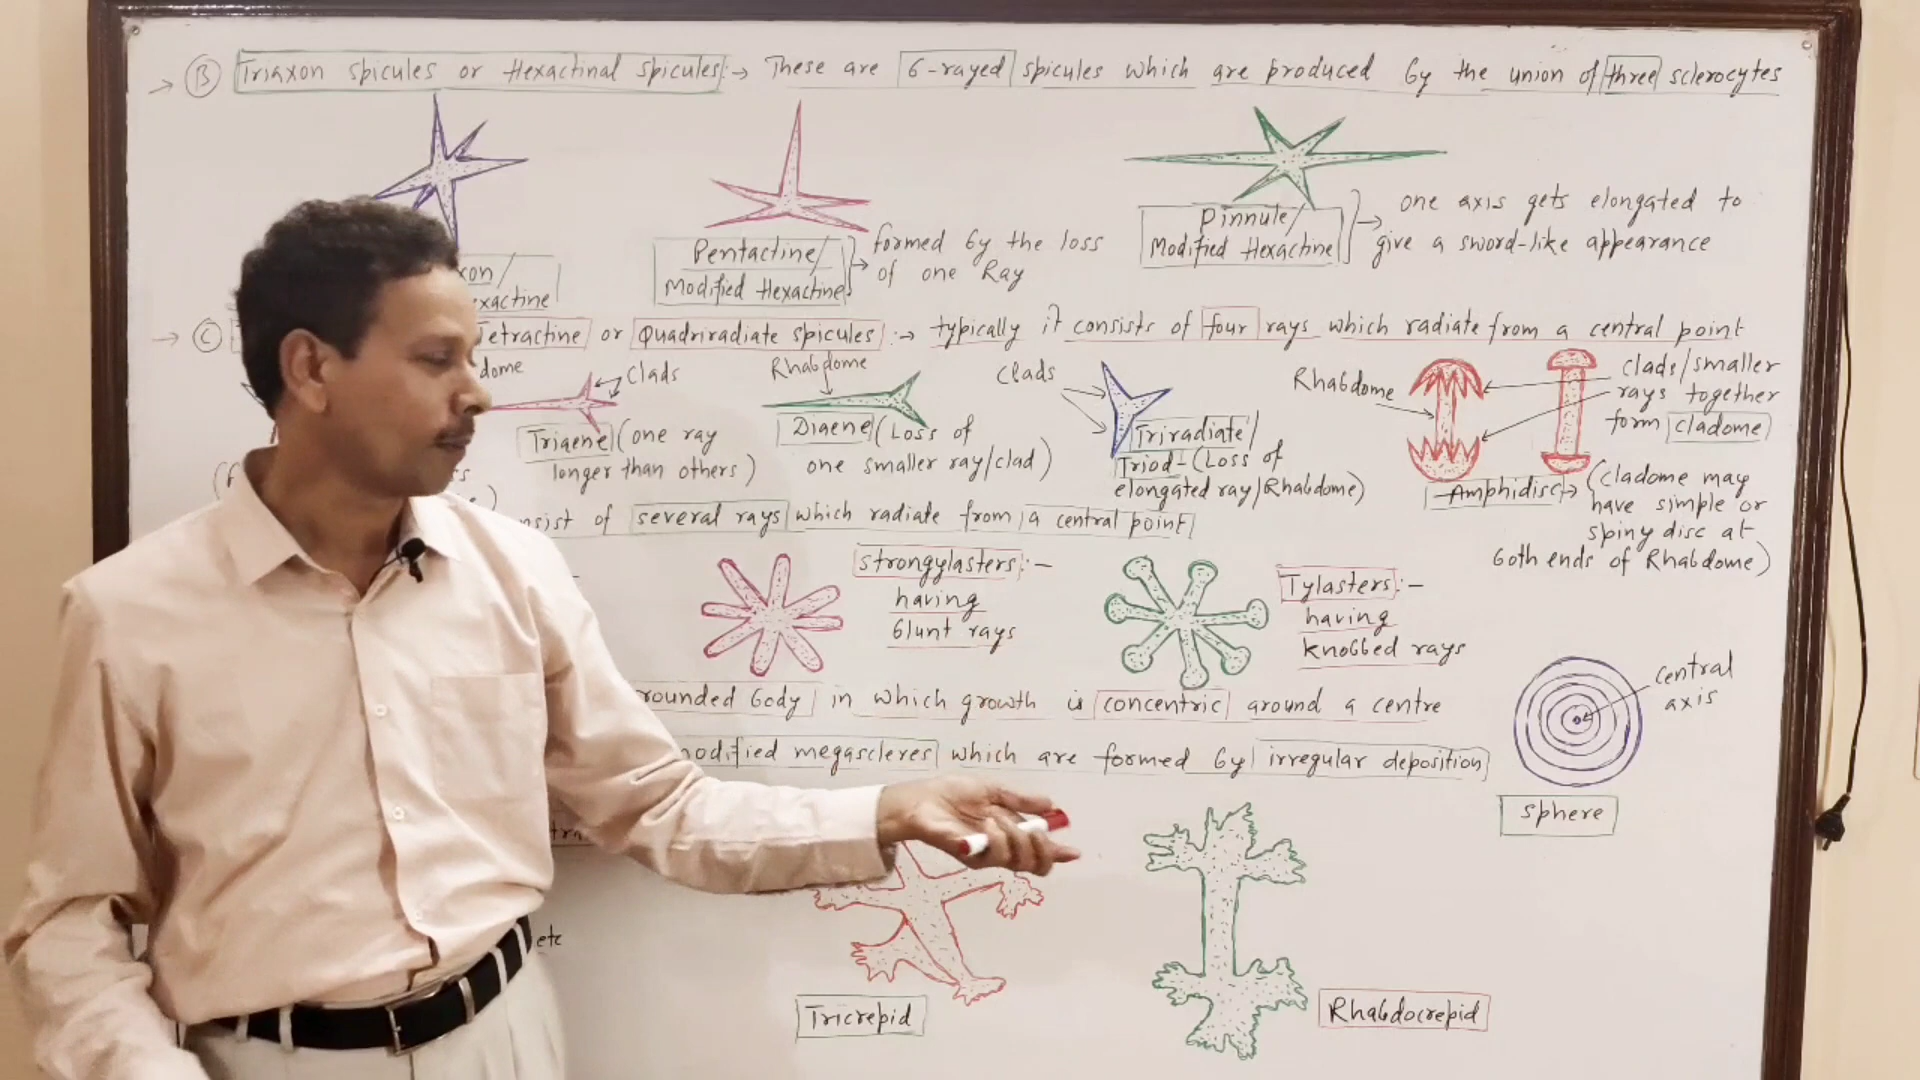 → (B) Triaxon spicules or Hexactinal spicules :→ These are 6-rayed spicules which are produced by the union of three sclerocytes
Pentactine/
Modified Hexactine
→ formed by the loss
of one Ray
Pinnule/
Modified Hexactine
→ one axis gets elongated to
give a sword-like appearance
→ (C) Tetractine or Quadriradiate spicules :→ typically it consists of four rays which radiate from a central point
Clads
Triaene (one ray
longer than others)
Rhabdome
Diaene (Loss of
one smaller ray/clad)
Clads
Triradiate/
Triod - (Loss of
elongated ray/Rhabdome)
Rhabdome
clads/smaller
rays together
form cladome
Amphidisc → (Cladome may
have simple or
spiny disc at
both ends of Rhabdome)
of several rays which radiate from a central point
Strongylasters :-
having
blunt rays
Tylasters :-
having
knobbed rays
rounded body in which growth is concentric around a centre
central
axis
sphere
modified megascleres which are formed by irregular deposition
etc
Tricrepid
Rhabdocrepid